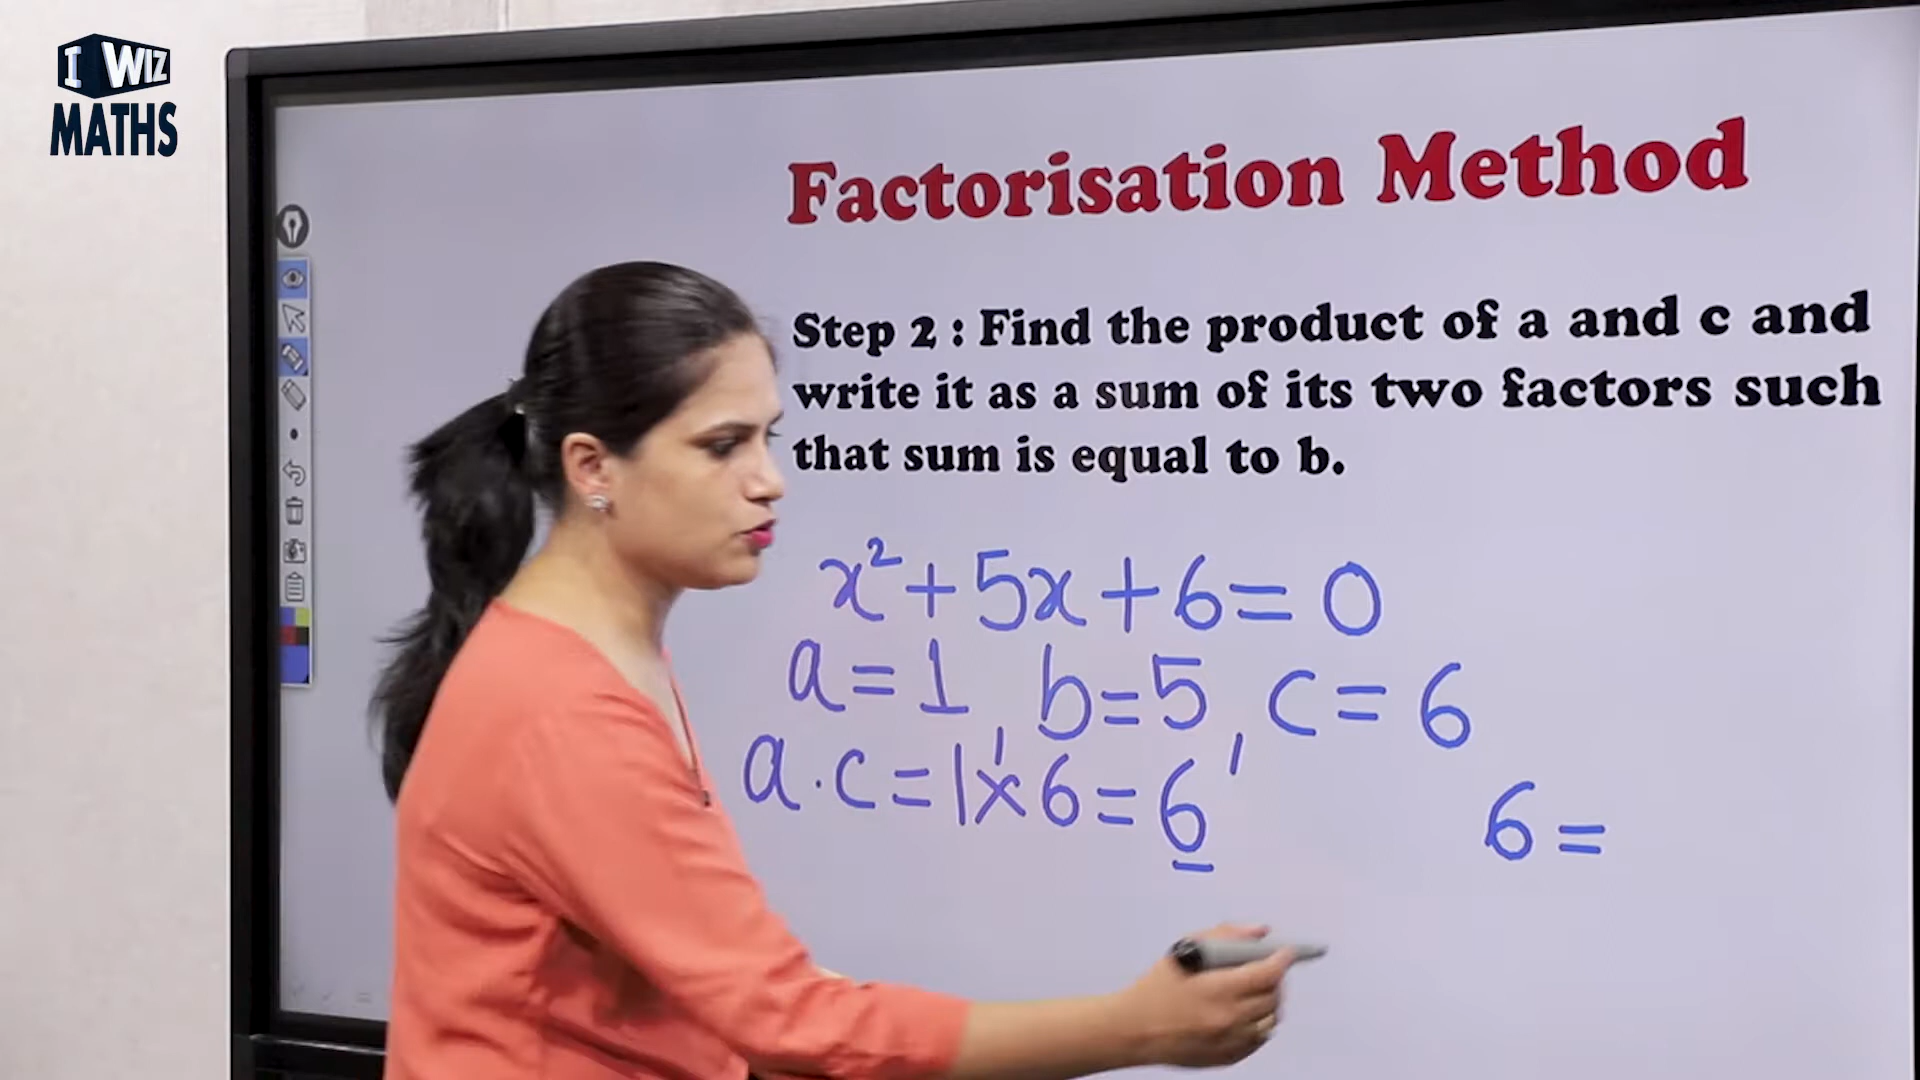 I WIZ
MATHS
Factorisation Method
Step 2 : Find the product of a and c and
write it as a sum of its two factors such
that sum is equal to b.
x² + 5x + 6 = 0
a = 1, b = 5, c = 6
a . c = 1 x 6 = 6
6 =